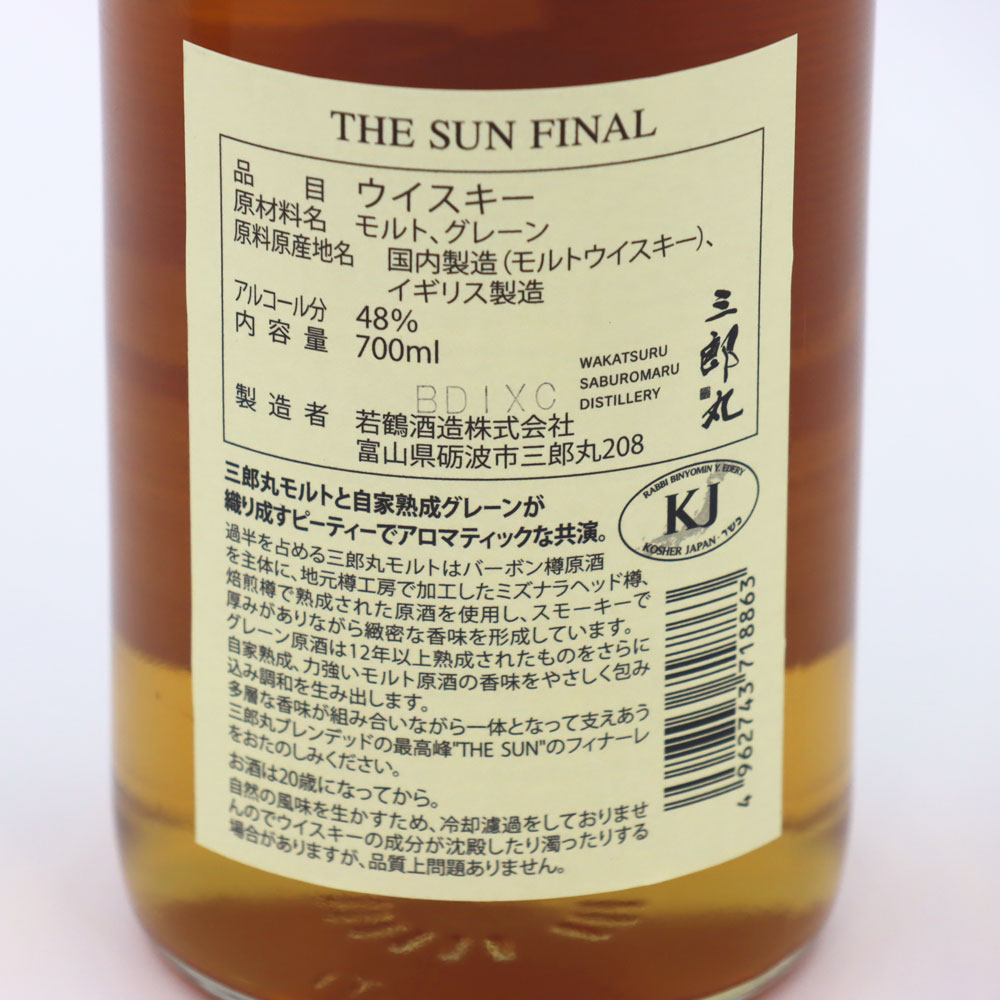 THE SUN FINAL
品目 ウイスキー
原材料名 モルト、グレーン
原料原産地名 国内製造(モルトウイスキー)、
イギリス製造
アルコール分 48%
内容量 700ml
BDIXC
製造者 若鶴酒造株式会社
富山県砺波市三郎丸208
WAKATSURU
SABUROMARU
DISTILLERY
三郎丸
三郎丸モルトと自家熟成グレーンが
織り成すピーティーでアロマティックな共演。
RABBI BINYOMIN Y. EDERY
KJ
KOSHER JAPAN · כשר
過半を占める三郎丸モルトはバーボン樽原酒
を主体に、地元樽工房で加工したミズナラヘッド樽、
焙煎樽で熟成された原酒を使用し、スモーキーで
厚みがありながら緻密な香味を形成しています。
グレーン原酒は12年以上熟成されたものをさらに
自家熟成、力強いモルト原酒の香味をやさしく包み
込み調和を生み出します。
多層な香味が組み合いながら一体となって支えあう
三郎丸ブレンデッドの最高峰"THE SUN"のフィナーレ
をおたのしみください。
お酒は20歳になってから。
自然の風味を生かすため、冷却濾過をしておりませ
んのでウイスキーの成分が沈殿したり濁ったりする
場合がありますが、品質上問題ありません。
4 962743 718863